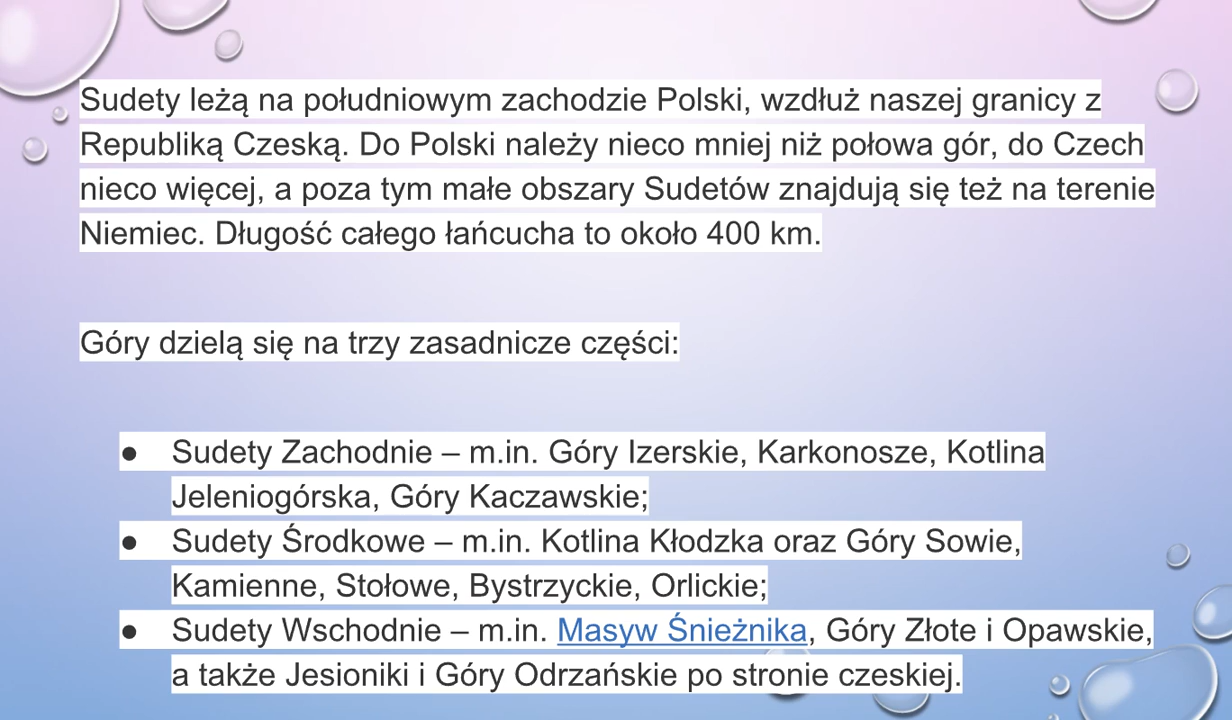 Sudety leżą na południowym zachodzie Polski, wzdłuż naszej granicy z
Republiką Czeską. Do Polski należy nieco mniej niż połowa gór, do Czech
nieco więcej, a poza tym małe obszary Sudetów znajdują się też na terenie
Niemiec. Długość całego łańcucha to około 400 km.
Góry dzielą się na trzy zasadnicze części:
● Sudety Zachodnie – m.in. Góry Izerskie, Karkonosze, Kotlina
Jeleniogórska, Góry Kaczawskie;
● Sudety Środkowe – m.in. Kotlina Kłodzka oraz Góry Sowie,
Kamienne, Stołowe, Bystrzyckie, Orlickie;
● Sudety Wschodnie – m.in. Masyw Śnieżnika, Góry Złote i Opawskie,
a także Jesioniki i Góry Odrzańskie po stronie czeskiej.